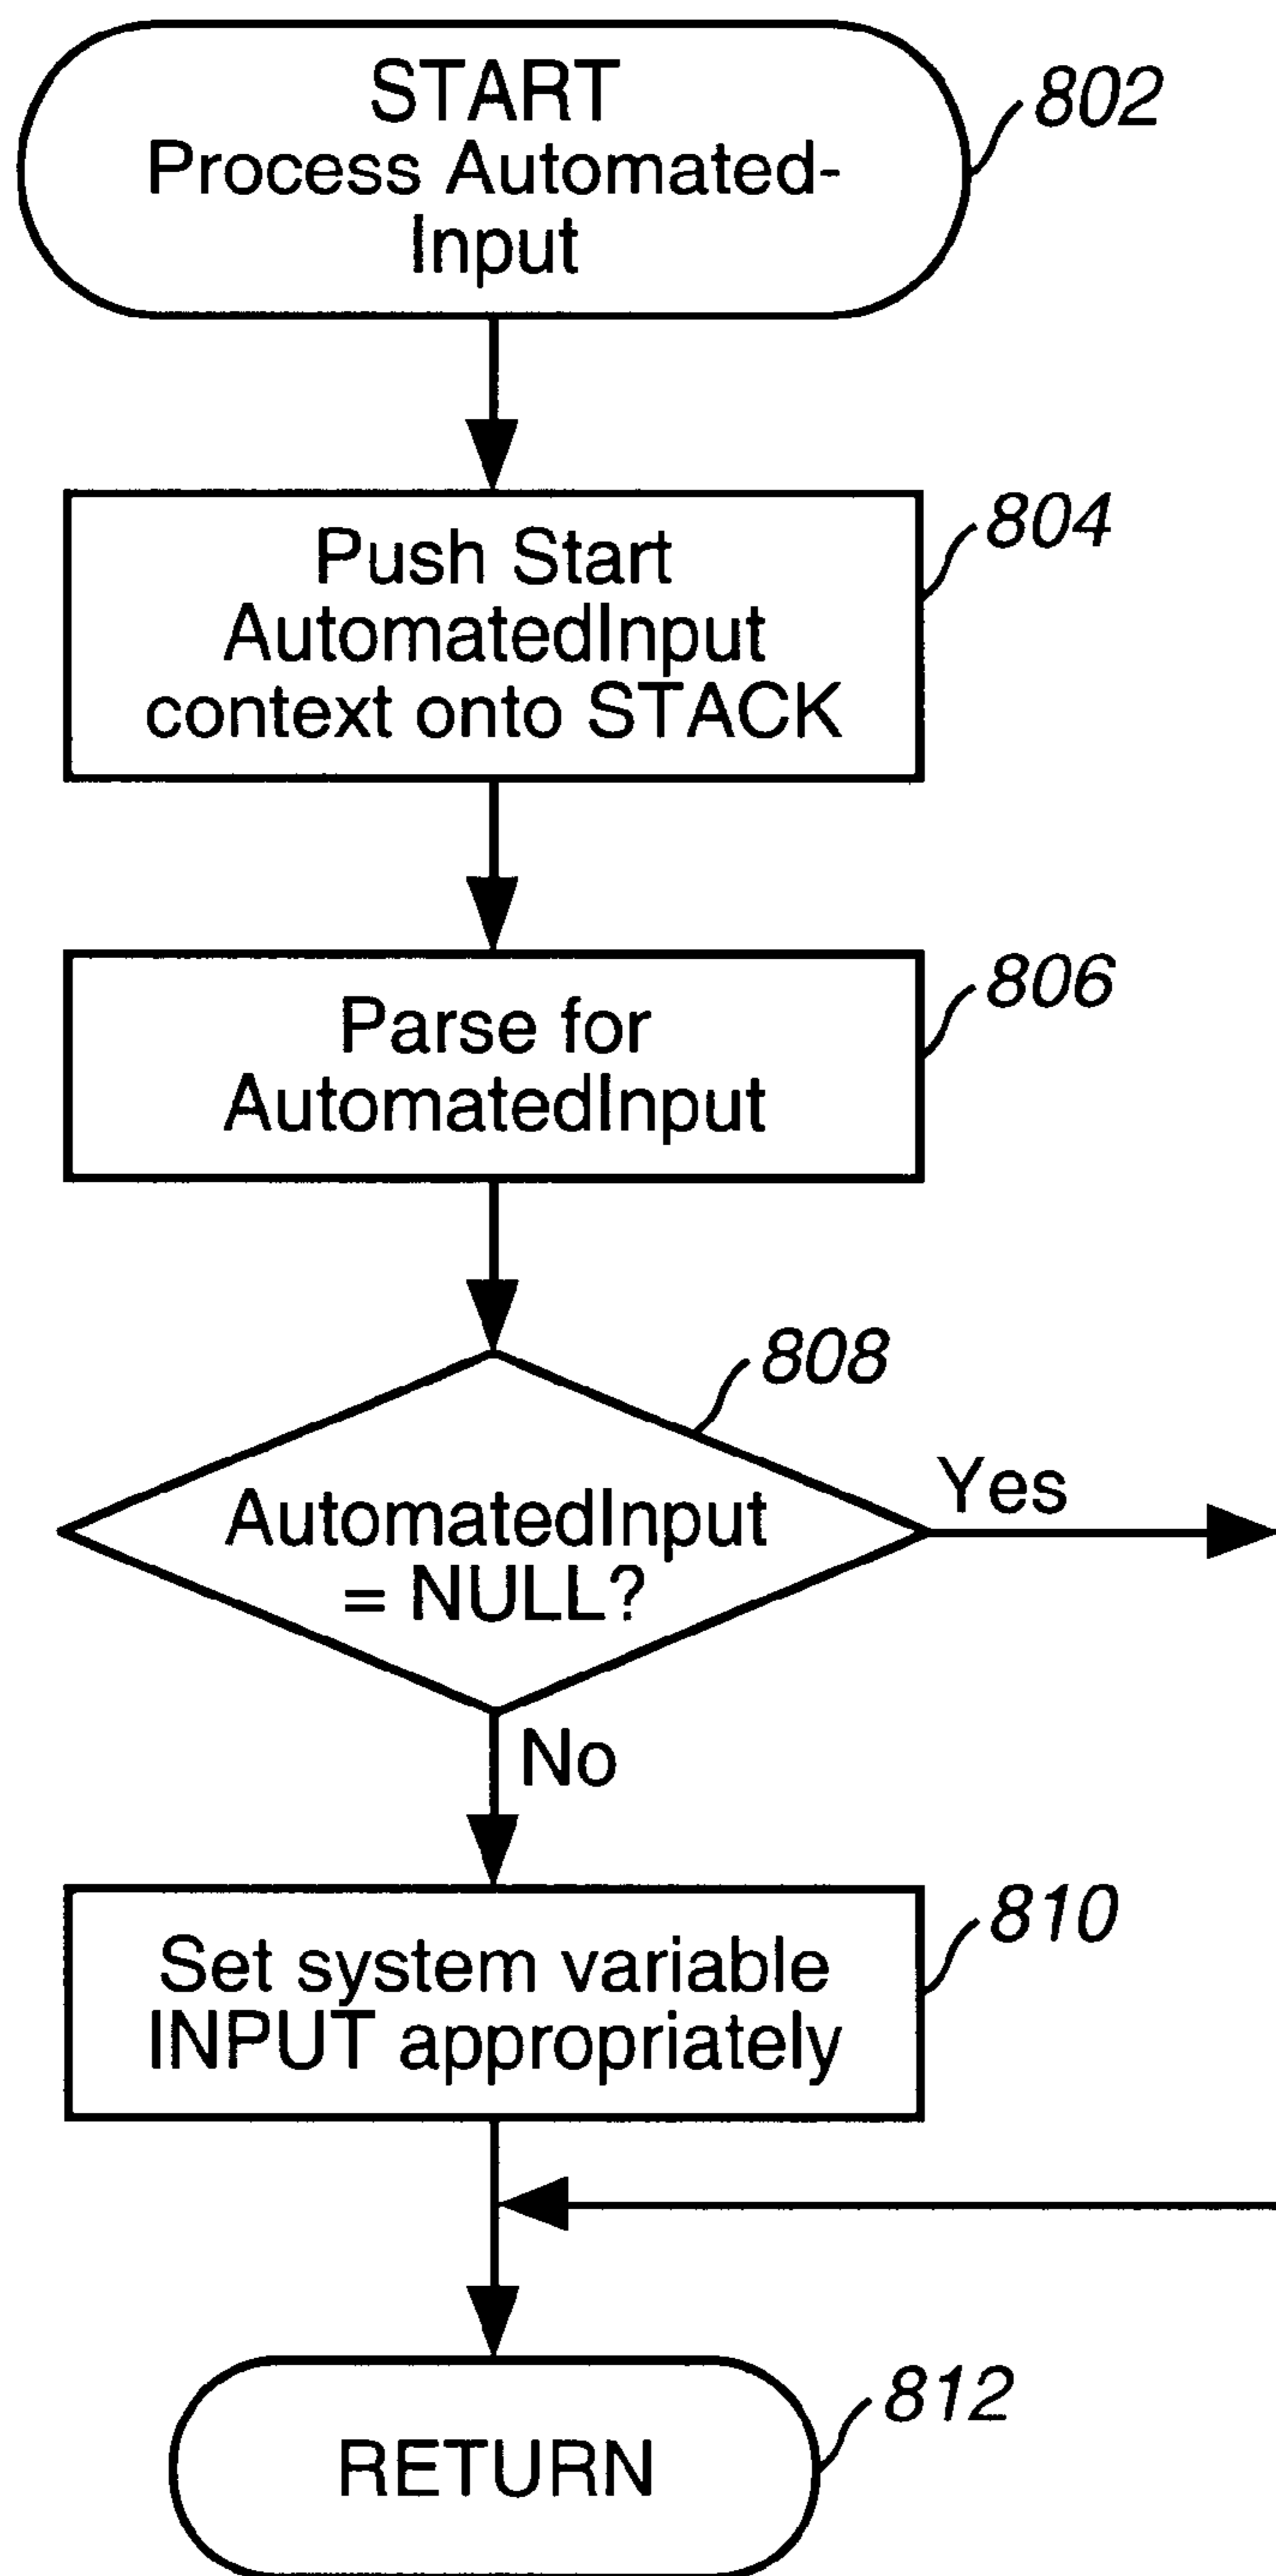 START
Process Automated-
Input
802
Push Start
AutomatedInput
context onto STACK
804
Parse for
AutomatedInput
806
808
AutomatedInput
= NULL?
Yes
No
Set system variable
INPUT appropriately
810
RETURN
812